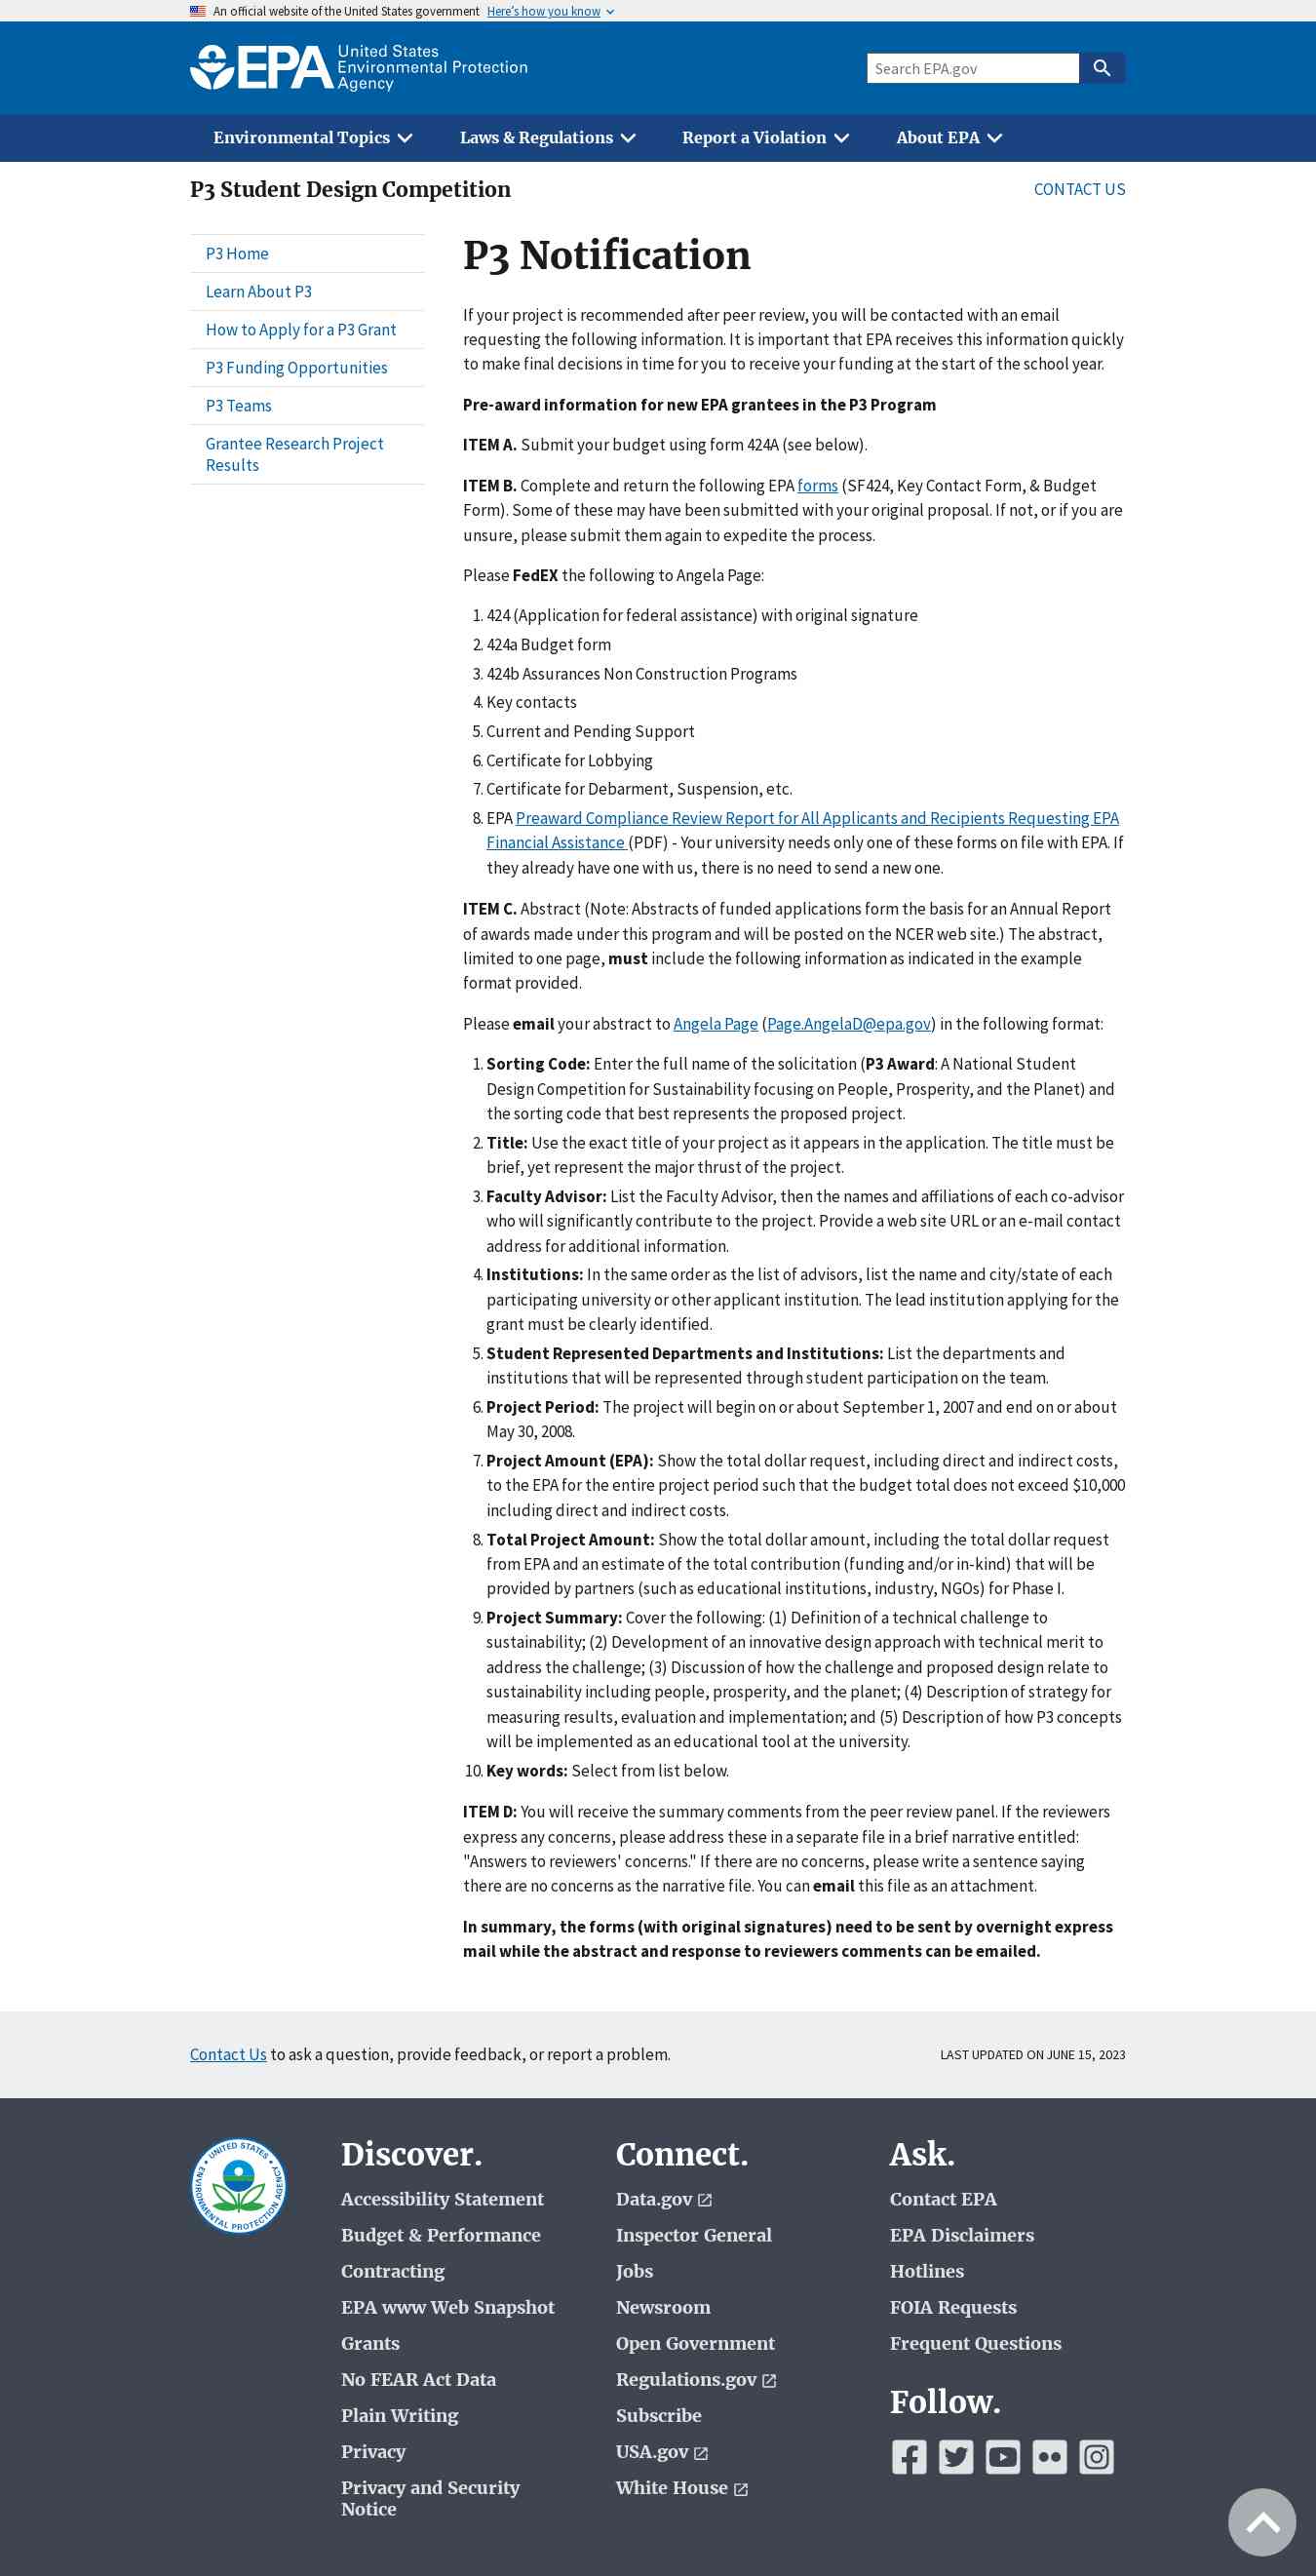 An official website of the United States government Here's how you know
EPA United States
Environmental Protection
Agency
Search EPA.gov
Environmental Topics Laws & Regulations Report a Violation About EPA
P3 Student Design Competition
CONTACT US
P3 Home
Learn About P3
How to Apply for a P3 Grant
P3 Funding Opportunities
P3 Teams
Grantee Research Project
Results
P3 Notification
If your project is recommended after peer review, you will be contacted with an email
requesting the following information. It is important that EPA receives this information quickly
to make final decisions in time for you to receive your funding at the start of the school year.
Pre-award information for new EPA grantees in the P3 Program
ITEM A. Submit your budget using form 424A (see below).
ITEM B. Complete and return the following EPA forms (SF424, Key Contact Form, & Budget
Form). Some of these may have been submitted with your original proposal. If not, or if you are
unsure, please submit them again to expedite the process.
Please FedEX the following to Angela Page:
1. 424 (Application for federal assistance) with original signature
2. 424a Budget form
3. 424b Assurances Non Construction Programs
4. Key contacts
5. Current and Pending Support
6. Certificate for Lobbying
7. Certificate for Debarment, Suspension, etc.
8. EPA Preaward Compliance Review Report for All Applicants and Recipients Requesting EPA
Financial Assistance (PDF) - Your university needs only one of these forms on file with EPA. If
they already have one with us, there is no need to send a new one.
ITEM C. Abstract (Note: Abstracts of funded applications form the basis for an Annual Report
of awards made under this program and will be posted on the NCER web site.) The abstract,
limited to one page, must include the following information as indicated in the example
format provided.
Please email your abstract to Angela Page (Page.AngelaD@epa.gov) in the following format:
1. Sorting Code: Enter the full name of the solicitation (P3 Award: A National Student
Design Competition for Sustainability focusing on People, Prosperity, and the Planet) and
the sorting code that best represents the proposed project.
2. Title: Use the exact title of your project as it appears in the application. The title must be
brief, yet represent the major thrust of the project.
3. Faculty Advisor: List the Faculty Advisor, then the names and affiliations of each co-advisor
who will significantly contribute to the project. Provide a web site URL or an e-mail contact
address for additional information.
4. Institutions: In the same order as the list of advisors, list the name and city/state of each
participating university or other applicant institution. The lead institution applying for the
grant must be clearly identified.
5. Student Represented Departments and Institutions: List the departments and
institutions that will be represented through student participation on the team.
6. Project Period: The project will begin on or about September 1, 2007 and end on or about
May 30, 2008.
7. Project Amount (EPA): Show the total dollar request, including direct and indirect costs,
to the EPA for the entire project period such that the budget total does not exceed $10,000
including direct and indirect costs.
8. Total Project Amount: Show the total dollar amount, including the total dollar request
from EPA and an estimate of the total contribution (funding and/or in-kind) that will be
provided by partners (such as educational institutions, industry, NGOs) for Phase I.
9. Project Summary: Cover the following: (1) Definition of a technical challenge to
sustainability; (2) Development of an innovative design approach with technical merit to
address the challenge; (3) Discussion of how the challenge and proposed design relate to
sustainability including people, prosperity, and the planet; (4) Description of strategy for
measuring results, evaluation and implementation; and (5) Description of how P3 concepts
will be implemented as an educational tool at the university.
10. Key words: Select from list below.
ITEM D: You will receive the summary comments from the peer review panel. If the reviewers
express any concerns, please address these in a separate file in a brief narrative entitled:
"Answers to reviewers' concerns." If there are no concerns, please write a sentence saying
there are no concerns as the narrative file. You can email this file as an attachment.
In summary, the forms (with original signatures) need to be sent by overnight express
mail while the abstract and response to reviewers comments can be emailed.
Contact Us to ask a question, provide feedback, or report a problem.
LAST UPDATED ON JUNE 15, 2023
UNITED STATES ENVIRONMENTAL PROTECTION AGENCY
Discover.
Accessibility Statement
Budget & Performance
Contracting
EPA www Web Snapshot
Grants
No FEAR Act Data
Plain Writing
Privacy
Privacy and Security
Notice
Connect.
Data.gov
Inspector General
Jobs
Newsroom
Open Government
Regulations.gov
Subscribe
USA.gov
White House
Ask.
Contact EPA
EPA Disclaimers
Hotlines
FOIA Requests
Frequent Questions
Follow.